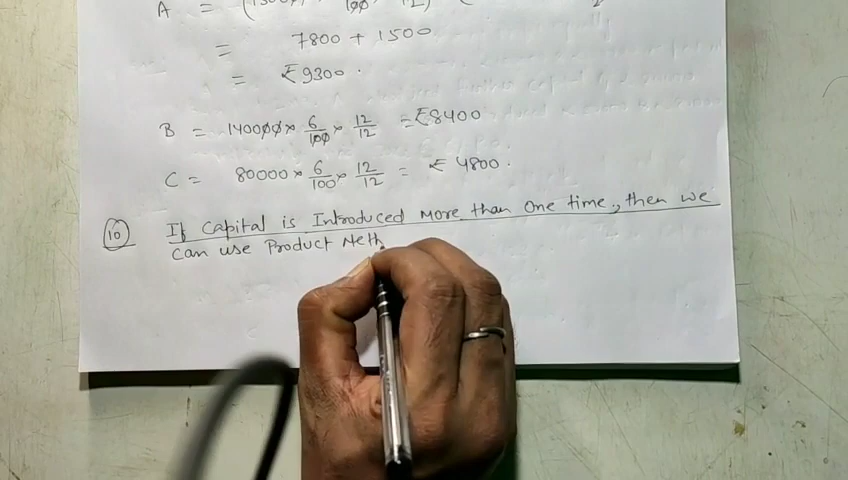 A =
= 7800 + 1500
= ₹9300.
B = 140000 × 6/100 × 12/12 = ₹8400
C = 80000 × 6/100 × 12/12 = ₹ 4800.
10 If Capital is Introduced More than One time, then we
can use Product Meth